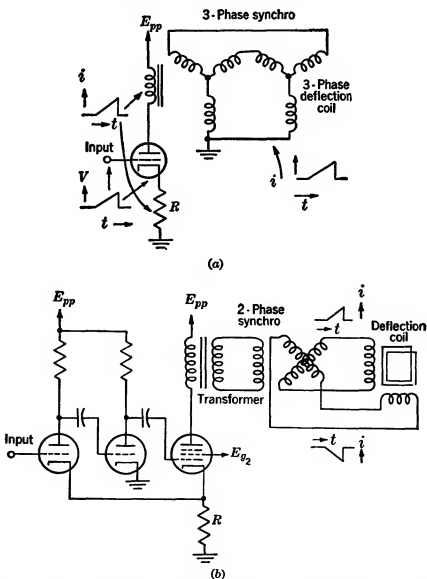 3-Phase synchro
E_pp
i
t
3-Phase
deflection
coil
Input
V
R
i
t
t
(a)
E_pp
E_pp
2-Phase
synchro
i
t
Deflection
coil
Transformer
Input
E_g2
t
i
R
(b)